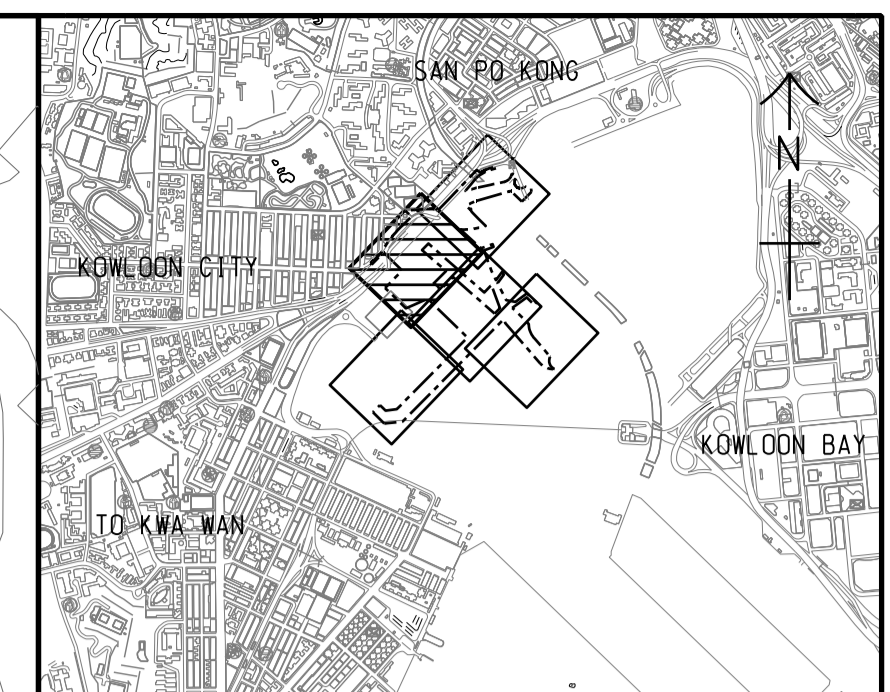 SAN PO KONG
N
KOWLOON CITY
KOWLOON BAY
TO KWA WAN